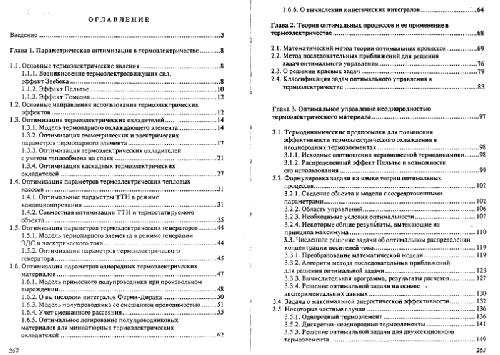 ОГЛАВЛЕНИЕ
Введение 3
Глава 1. Параметрическая оптимизация в термоэлектричестве 8
1.1. Основные термоэлектрические явления 8
1.1.1. Возникновение термоэлектродвижущих сил,
эффект Зеебека 8
1.1.2. Эффект Пельтье 10
1.1.3. Эффект Томсона 12
1.2. Основные направления использования термоэлектрических
эффектов 12
1.3. Оптимизация термоэлектрических охладителей 14
1.3.1. Модель термопарного охлаждающего элемента 14
1.3.2. Оптимизация геометрических и электрических
параметров термопарного элемента 17
1.3.3. Оптимизация термоэлектрических охладителей
с учетом теплообмена на спаях 21
1.3.4. Оптимизация каскадных термоэлектрических
охладителей 27
1.4. Оптимизация параметров термоэлектрических тепловых
насосов 31
1.4.1. Оптимальные параметры ТТН в режиме
кондиционирования 31
1.4.2. Совместная оптимизация ТТН и термостатируемого
объекта 35
1.5. Оптимизация параметров термоэлектрических генераторов 44
1.5.1. Модель термопарного элемента в режиме генерации
ЭДС и электрического тока 44
1.5.2. Оптимизация параметров термоэлектрического
генератора 45
1.6. Оптимизация параметров однородных термоэлектрических
материалов 47
1.6.1. Модель примесного полупроводника при произвольном
вырождении 48
1.6.2. О вычислении интегралов Ферми-Дирака 50
1.6.3. Модель полупроводника со смешанной проводимостью 51
1.6.4. Учет смешанного рассеяния 55
1.6.5. Оптимальное легирование полупроводниковых
материалов для миниатюрных термоэлектрических
охладителей 62
262
1.6.6. О вычислении кинетических интегралов 64
Глава 2. Теория оптимальных процессов и ее применение в
термоэлектричестве 68
2.1. Математический метод теории оптимальных процессов 69
2.2. Метод последовательных приближений для решения
задач оптимального управления 76
2.3. О решении краевых задач 79
2.4. Классификация задач оптимального управления в
термоэлектричестве 83
Глава 3. Оптимальное управление неоднородностью
термоэлектрического материала 97
3.1. Термодинамические предпосылки для повышения
эффективности термоэлектрического охлаждения в
неоднородных термоэлементах 98
3.1.1. Исходные соотношения неравновесной термодинамики 98
3.1.2. Распределенный эффект Пельтье и возможности
его использования 99
3.2. Формулировка задачи на языке теории оптимальных
процессов 102
3.2.1. Сведение объекта к модели с сосредоточенными
параметрами 102
3.2.2. Область управления 106
3.2.3. Необходимые условия оптимальности 107
3.2.4. Некоторые общие результаты, вытекающие из
принципа максимума 110
3.3. Численное решение задачи об оптимальном распределении
концентрации носителей тока 119
3.3.1. Преобразование математической модели 119
3.3.2. Алгоритм метода последовательных приближений
для решения оптимальной задачи 123
3.3.3. Вычислительная программа, результаты расчетов 127
3.3.4. Решение оптимальной задачи на основе
экспериментальных данных 130
3.4. Задача о максимальной энергетической эффективности 132
3.5. Некоторые частные случаи 136
3.5.1. Однородный термоэлемент 136
3.5.2. Дискретно-неоднородные термоэлементы 141
3.5.3. Решение оптимальной задачи для двухсекционного
термоэлемента 149
263